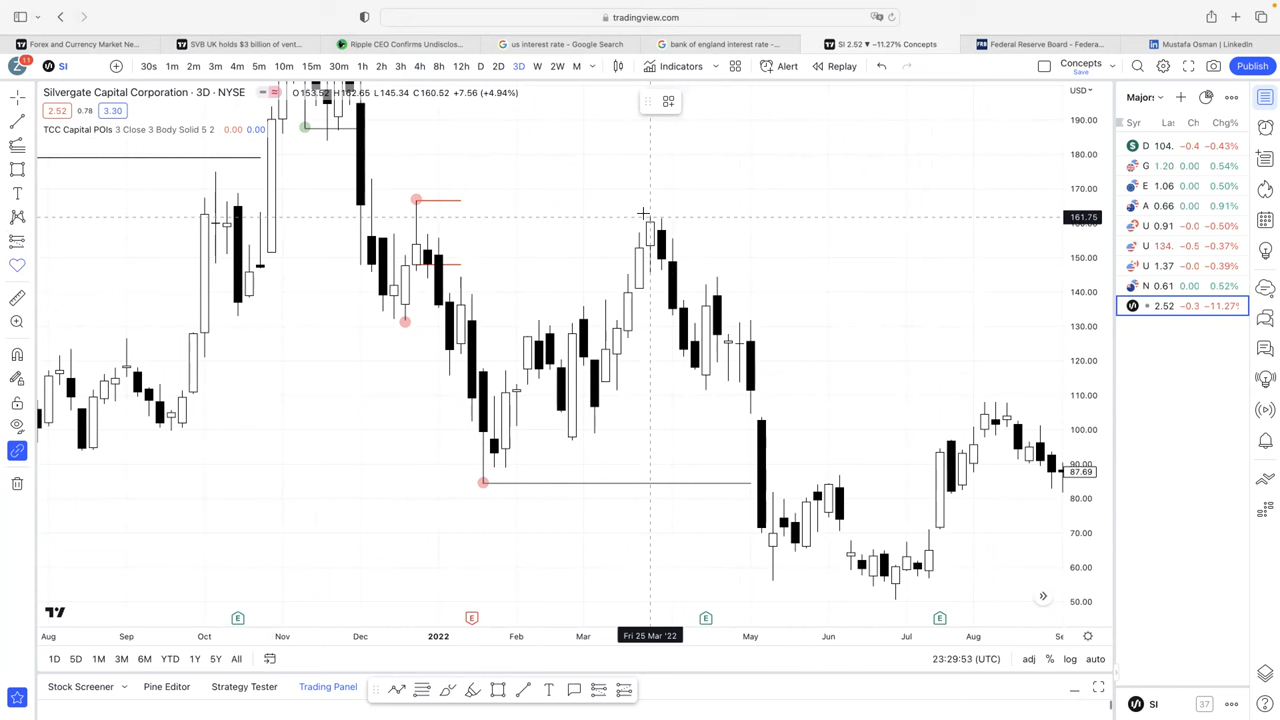 tradingview.com
Forex and Currency Market Ne...
SVB UK holds $3 billion of vent...
Ripple CEO Confirms Undisclos...
us interest rate - Google Search
bank of england interest rate -...
SI 2.52 ▼ −11.27% Concepts
Federal Reserve Board - Federa...
Mustafa Osman | LinkedIn
Z 11 SI 30s 1m 2m 3m 4m 5m 10m 15m 30m 1h 2h 3h 4h 8h 12h D 2D 3D W 2W M Indicators Alert Replay Concepts Save Publish
Silvergate Capital Corporation · 3D · NYSE O153.52 H162.65 L145.34 C160.52 +7.56 (+4.94%)
2.52 0.78 3.30
TCC Capital POIs 3 Close 3 Body Solid 5 2 0.00 0.00
USD
190.00
180.00
170.00
161.75
150.00
140.00
130.00
120.00
110.00
100.00
90.00
87.69
80.00
70.00
60.00
50.00
Majors
Syr Las Ch Chg%
D 104. −0.4 −0.43%
G 1.20 0.00 0.54%
E 1.06 0.00 0.50%
A 0.66 0.00 0.91%
U 0.91 −0.0 −0.50%
U 134. −0.5 −0.37%
U 1.37 −0.0 −0.39%
N 0.61 0.00 0.52%
2.52 −0.3 −11.27%
E E E E
Aug Sep Oct Nov Dec 2022 Feb Mar Fri 25 Mar '22 May Jun Jul Aug Se
1D 5D 1M 3M 6M YTD 1Y 5Y All
23:29:53 (UTC) adj % log auto
Stock Screener Pine Editor Strategy Tester Trading Panel
SI 37